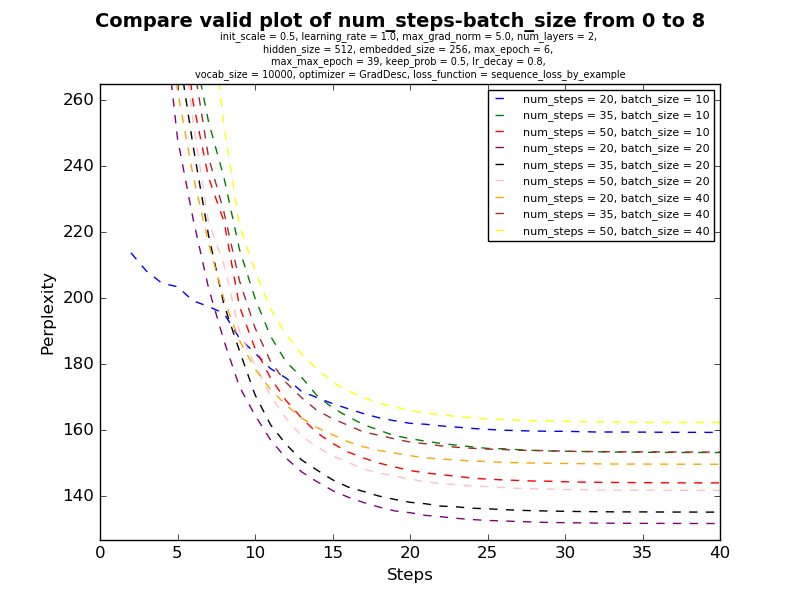 Compare valid plot of num_steps-batch_size from 0 to 8
init_scale = 0.5, learning_rate = 1.0, max_grad_norm = 5.0, num_layers = 2,
hidden_size = 512, embedded_size = 256, max_epoch = 6,
max_max_epoch = 39, keep_prob = 0.5, lr_decay = 0.8,
vocab_size = 10000, optimizer = GradDesc, loss_function = sequence_loss_by_example
260
240
220
200
180
160
140
Perplexity
num_steps = 20, batch_size = 10
num_steps = 35, batch_size = 10
num_steps = 50, batch_size = 10
num_steps = 20, batch_size = 20
num_steps = 35, batch_size = 20
num_steps = 50, batch_size = 20
num_steps = 20, batch_size = 40
num_steps = 35, batch_size = 40
num_steps = 50, batch_size = 40
0 5 10 15 20 25 30 35 40
Steps